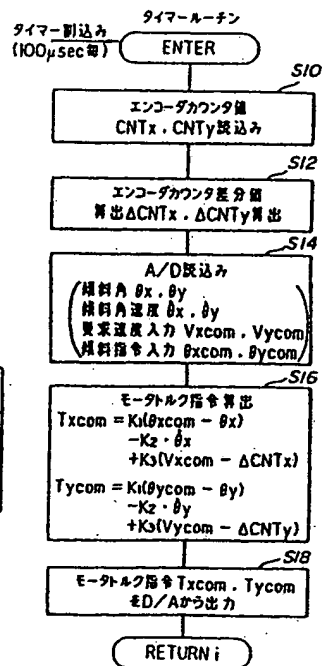 タイマールーチン
タイマー割込み
(100μsec毎)
ENTER
S10
エンコーダカウンタ値
CNTx . CNTy読込み
S12
エンコーダカウンタ差分値
算出ΔCNTx . ΔCNTy算出
S14
A/D読込み
傾斜角 θx . θy
傾斜角速度 θ̇x . θ̇y
要求速度入力 Vxcom . Vycom
傾斜指令入力 θxcom . θycom
S16
モータトルク指令算出
Txcom = K1(θxcom − θx)
−K2 · θ̇x
+K3(Vxcom − ΔCNTx)
Tycom = K1(θycom − θy)
−K2 · θ̇y
+K3(Vycom − ΔCNTy)
S18
モータトルク指令Txcom . Tycom
をD/Aから出力
RETURN i